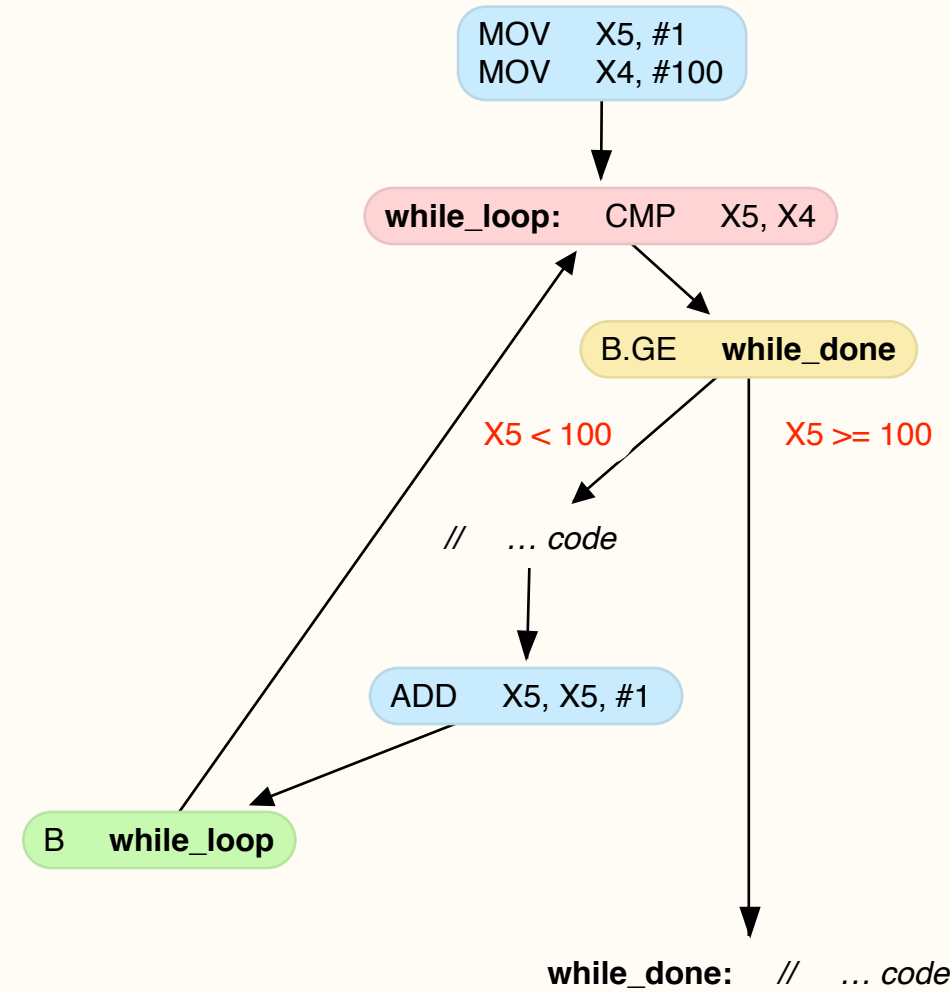 MOV X5, #1
MOV X4, #100
while_loop: CMP X5, X4
B.GE while_done
X5 < 100
X5 >= 100
// … code
ADD X5, X5, #1
B while_loop
while_done: // … code